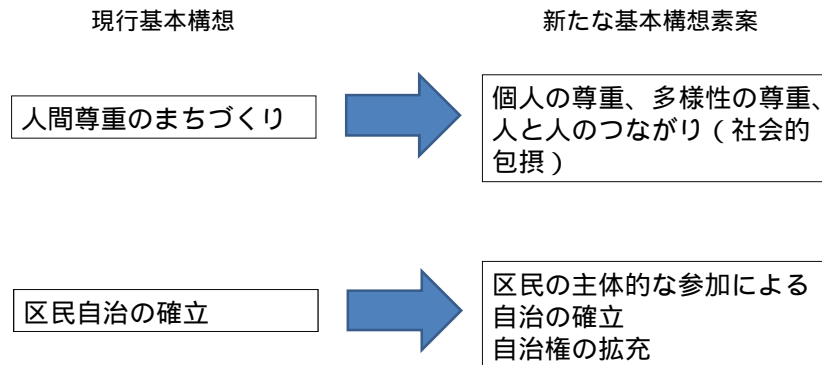 現行基本構想
新たな基本構想素案
人間尊重のまちづくり
個人の尊重、多様性の尊重、
人と人のつながり（社会的
包摂）
区民自治の確立
区民の主体的な参加による
自治の確立
自治権の拡充